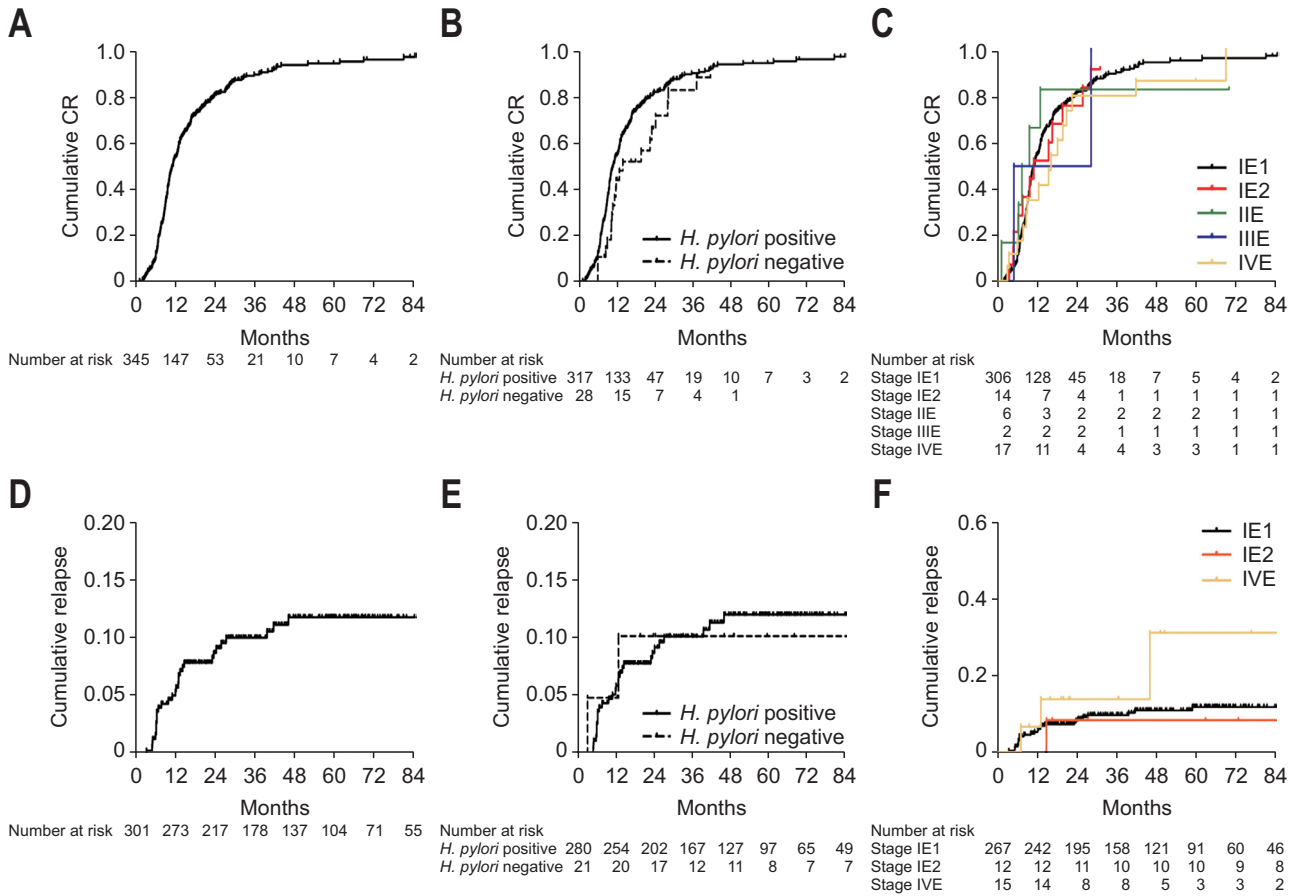 A
Cumulative CR
1.0
0.8
0.6
0.4
0.2
0
0 12 24 36 48 60 72 84
Months
Number at risk 345 147 53 21 10 7 4 2
B
Cumulative CR
1.0
0.8
0.6
0.4
0.2
0
H. pylori positive
H. pylori negative
0 12 24 36 48 60 72 84
Months
Number at risk
H. pylori positive 317 133 47 19 10 7 3 2
H. pylori negative 28 15 7 4 1
C
Cumulative CR
1.0
0.8
0.6
0.4
0.2
0
IE1
IE2
IIE
IIIE
IVE
0 12 24 36 48 60 72 84
Months
Number at risk
Stage IE1 306 128 45 18 7 5 4 2
Stage IE2 14 7 4 1 1 1 1 1
Stage IIE 6 3 2 2 2 2 1 1
Stage IIIE 2 2 2 1 1 1 1 1
Stage IVE 17 11 4 4 3 3 1 1
D
Cumulative relapse
0.20
0.15
0.10
0.05
0
0 12 24 36 48 60 72 84
Months
Number at risk 301 273 217 178 137 104 71 55
E
Cumulative relapse
0.20
0.15
0.10
0.05
0
H. pylori positive
H. pylori negative
0 12 24 36 48 60 72 84
Months
Number at risk
H. pylori positive 280 254 202 167 127 97 65 49
H. pylori negative 21 20 17 12 11 8 7 7
F
Cumulative relapse
0.6
0.4
0.2
0
IE1
IE2
IVE
0 12 24 36 48 60 72 84
Months
Number at risk
Stage IE1 267 242 195 158 121 91 60 46
Stage IE2 12 12 11 10 10 10 9 8
Stage IVE 15 14 8 8 5 3 3 2